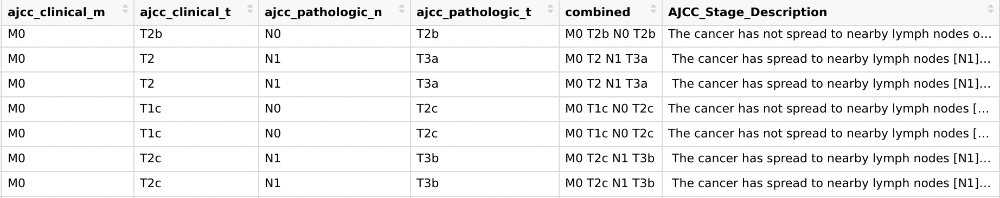 ajcc_clinical_m ajcc_clinical_t ajcc_pathologic_n ajcc_pathologic_t combined AJCC_Stage_Description
M0 T2b N0 T2b M0 T2b N0 T2b The cancer has not spread to nearby lymph nodes o...
M0 T2 N1 T3a M0 T2 N1 T3a The cancer has spread to nearby lymph nodes [N1]...
M0 T2 N1 T3a M0 T2 N1 T3a The cancer has spread to nearby lymph nodes [N1]...
M0 T1c N0 T2c M0 T1c N0 T2c The cancer has not spread to nearby lymph nodes [...
M0 T1c N0 T2c M0 T1c N0 T2c The cancer has not spread to nearby lymph nodes [...
M0 T2c N1 T3b M0 T2c N1 T3b The cancer has spread to nearby lymph nodes [N1]...
M0 T2c N1 T3b M0 T2c N1 T3b The cancer has spread to nearby lymph nodes [N1]...